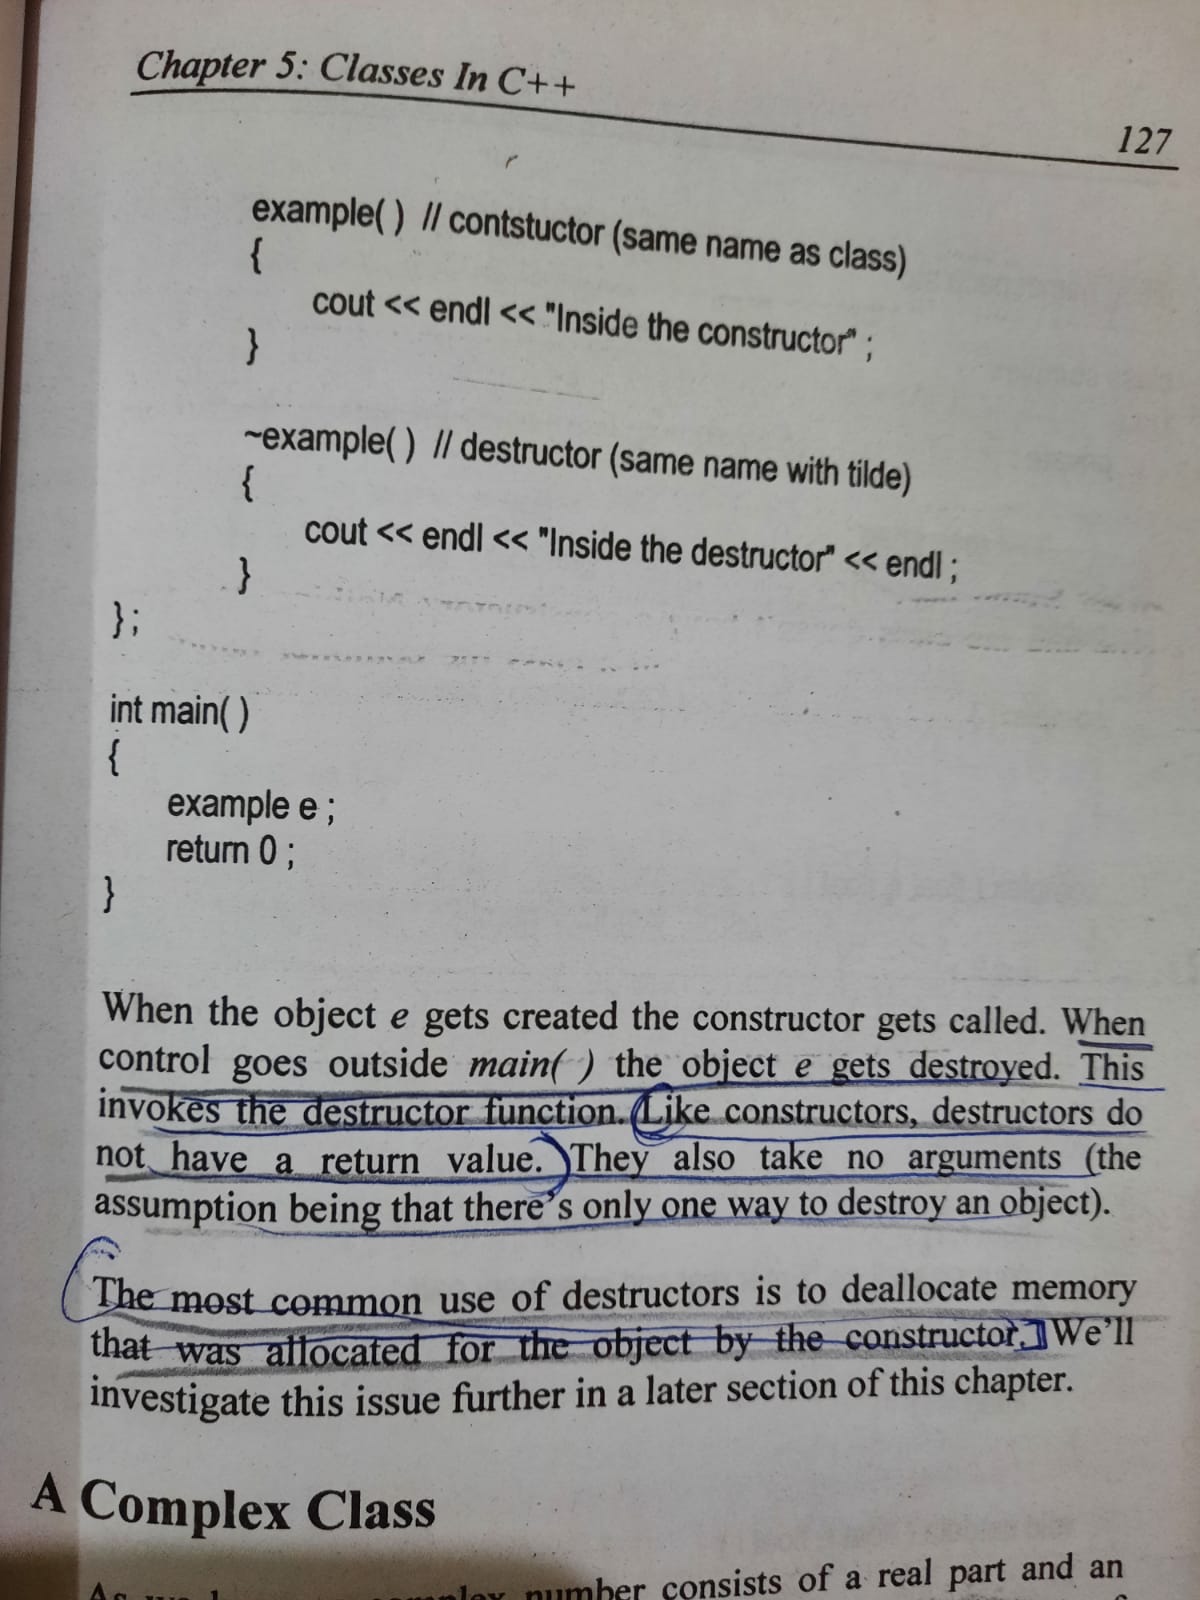 Chapter 5: Classes In C++
127
example( ) // contstuctor (same name as class)
{
cout << endl << "Inside the constructor" ;
}
~example( ) // destructor (same name with tilde)
{
cout << endl << "Inside the destructor" << endl ;
}
};
int main( )
{
example e ;
return 0 ;
}
When the object e gets created the constructor gets called. When
control goes outside main( ) the object e gets destroyed. This
invokes the destructor function. Like constructors, destructors do
not have a return value. They also take no arguments (the
assumption being that there's only one way to destroy an object).
The most common use of destructors is to deallocate memory
that was allocated for the object by the constructor. We'll
investigate this issue further in a later section of this chapter.
A Complex Class
As number consists of a real part and an